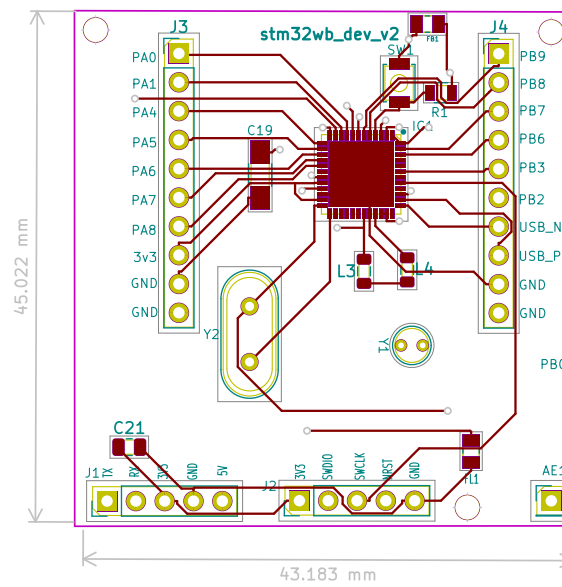 J3
stm32wb_dev_v2
FB1
J4
SW1
PA0
PB9
PA1
PB8
R1
PA4
PB7
C19
IC1
PA5
PB6
PA6
PB3
PA7
PB2
PA8
USB_N
3v3
USB_P
L3
L4
GND
GND
GND
GND
Y2
Y1
PB0
45.022 mm
C21
J1
TX
RX
3V3
GND
5V
J2
3V3
SWDIO
SWCLK
NRST
GND
FL1
AE1
43.183 mm